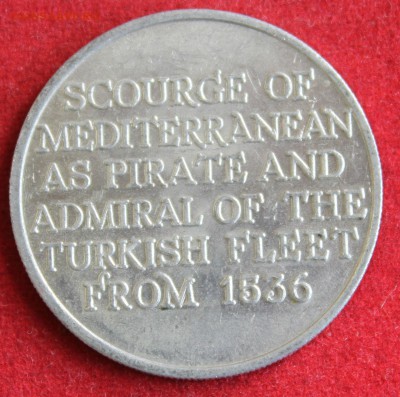 SCOURGE OF
MEDITERRANEAN
AS PIRATE AND
ADMIRAL OF THE
TURKISH FLEET
FROM 1536